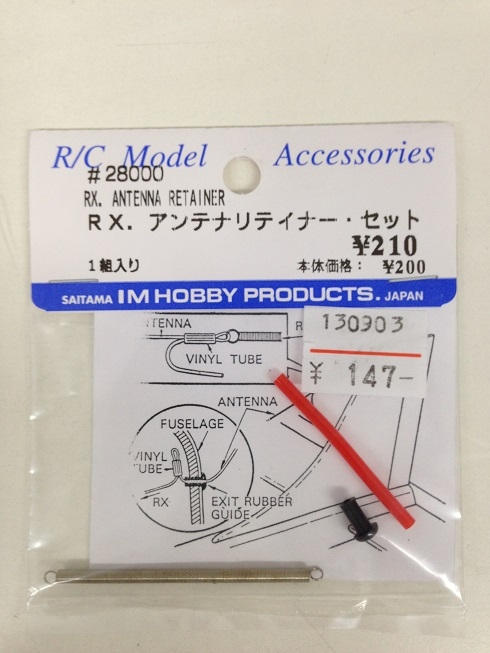 R/C Model Accessories
#28000
RX. ANTENNA RETAINER
RX. アンテナリテイナー・セット
¥210
1組入り 本体価格: ¥200
SAITAMA IM HOBBY PRODUCTS. JAPAN
130903
¥ 147-
TENNA
R
VINYL TUBE
ANTENNA
FUSELAGE
VINYL
TUBE
RX
EXIT RUBBER
GUIDE